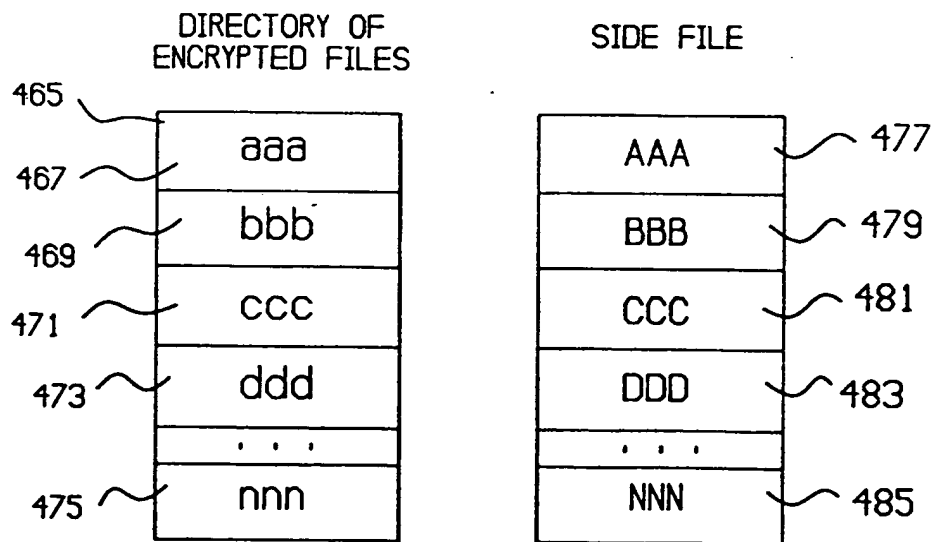 DIRECTORY OF
ENCRYPTED FILES
465
467
aaa
469
bbb
471
ccc
473
ddd
. . .
475
nnn
SIDE FILE
AAA
477
BBB
479
CCC
481
DDD
483
. . .
NNN
485